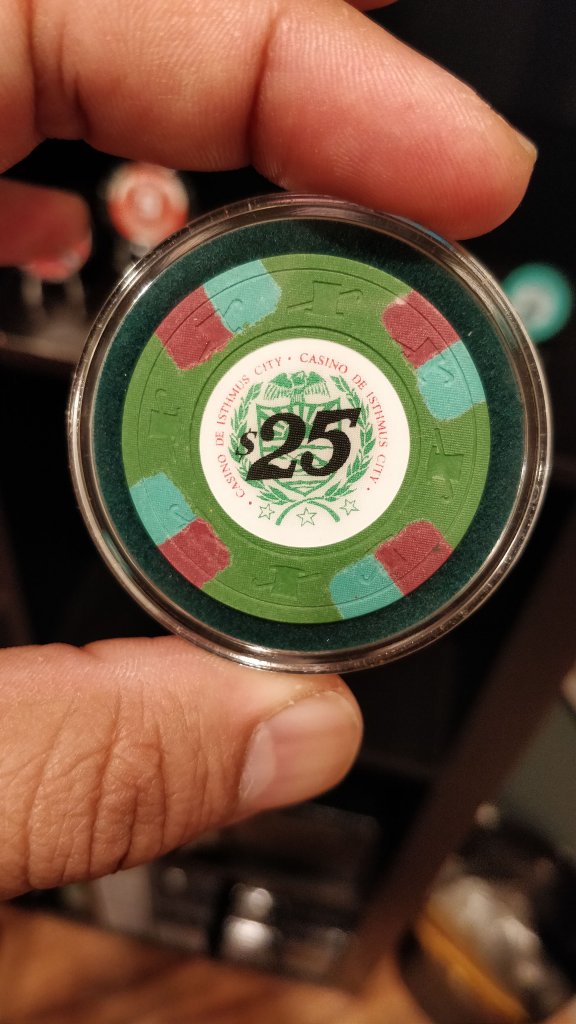 CASINO DE ISTHMUS CITY • CASINO DE ISTHMUS CITY •
$25